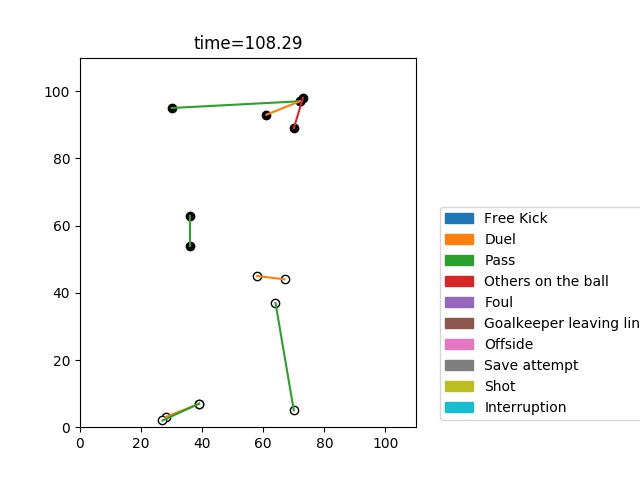 time=108.29
100
80
60
40
20
0
0 20 40 60 80 100
Free Kick
Duel
Pass
Others on the ball
Foul
Goalkeeper leaving lin
Offside
Save attempt
Shot
Interruption